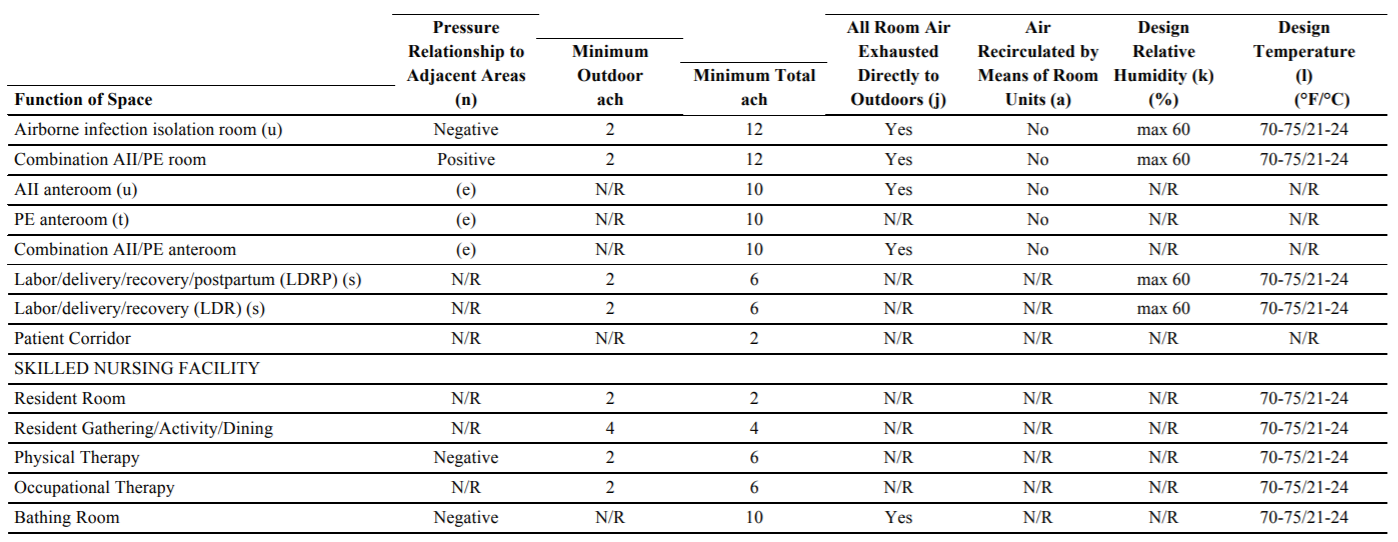 Function of Space Pressure Relationship to Adjacent Areas (n) Minimum Outdoor ach Minimum Total ach All Room Air Exhausted Directly to Outdoors (j) Air Recirculated by Means of Room Units (a) Design Relative Humidity (k) (%) Design Temperature (l) (°F/°C)
Airborne infection isolation room (u) Negative 2 12 Yes No max 60 70-75/21-24
Combination AII/PE room Positive 2 12 Yes No max 60 70-75/21-24
AII anteroom (u) (e) N/R 10 Yes No N/R N/R
PE anteroom (t) (e) N/R 10 N/R No N/R N/R
Combination AII/PE anteroom (e) N/R 10 Yes No N/R N/R
Labor/delivery/recovery/postpartum (LDRP) (s) N/R 2 6 N/R N/R max 60 70-75/21-24
Labor/delivery/recovery (LDR) (s) N/R 2 6 N/R N/R max 60 70-75/21-24
Patient Corridor N/R N/R 2 N/R N/R N/R N/R
SKILLED NURSING FACILITY
Resident Room N/R 2 2 N/R N/R N/R 70-75/21-24
Resident Gathering/Activity/Dining N/R 4 4 N/R N/R N/R 70-75/21-24
Physical Therapy Negative 2 6 N/R N/R N/R 70-75/21-24
Occupational Therapy N/R 2 6 N/R N/R N/R 70-75/21-24
Bathing Room Negative N/R 10 Yes N/R N/R 70-75/21-24